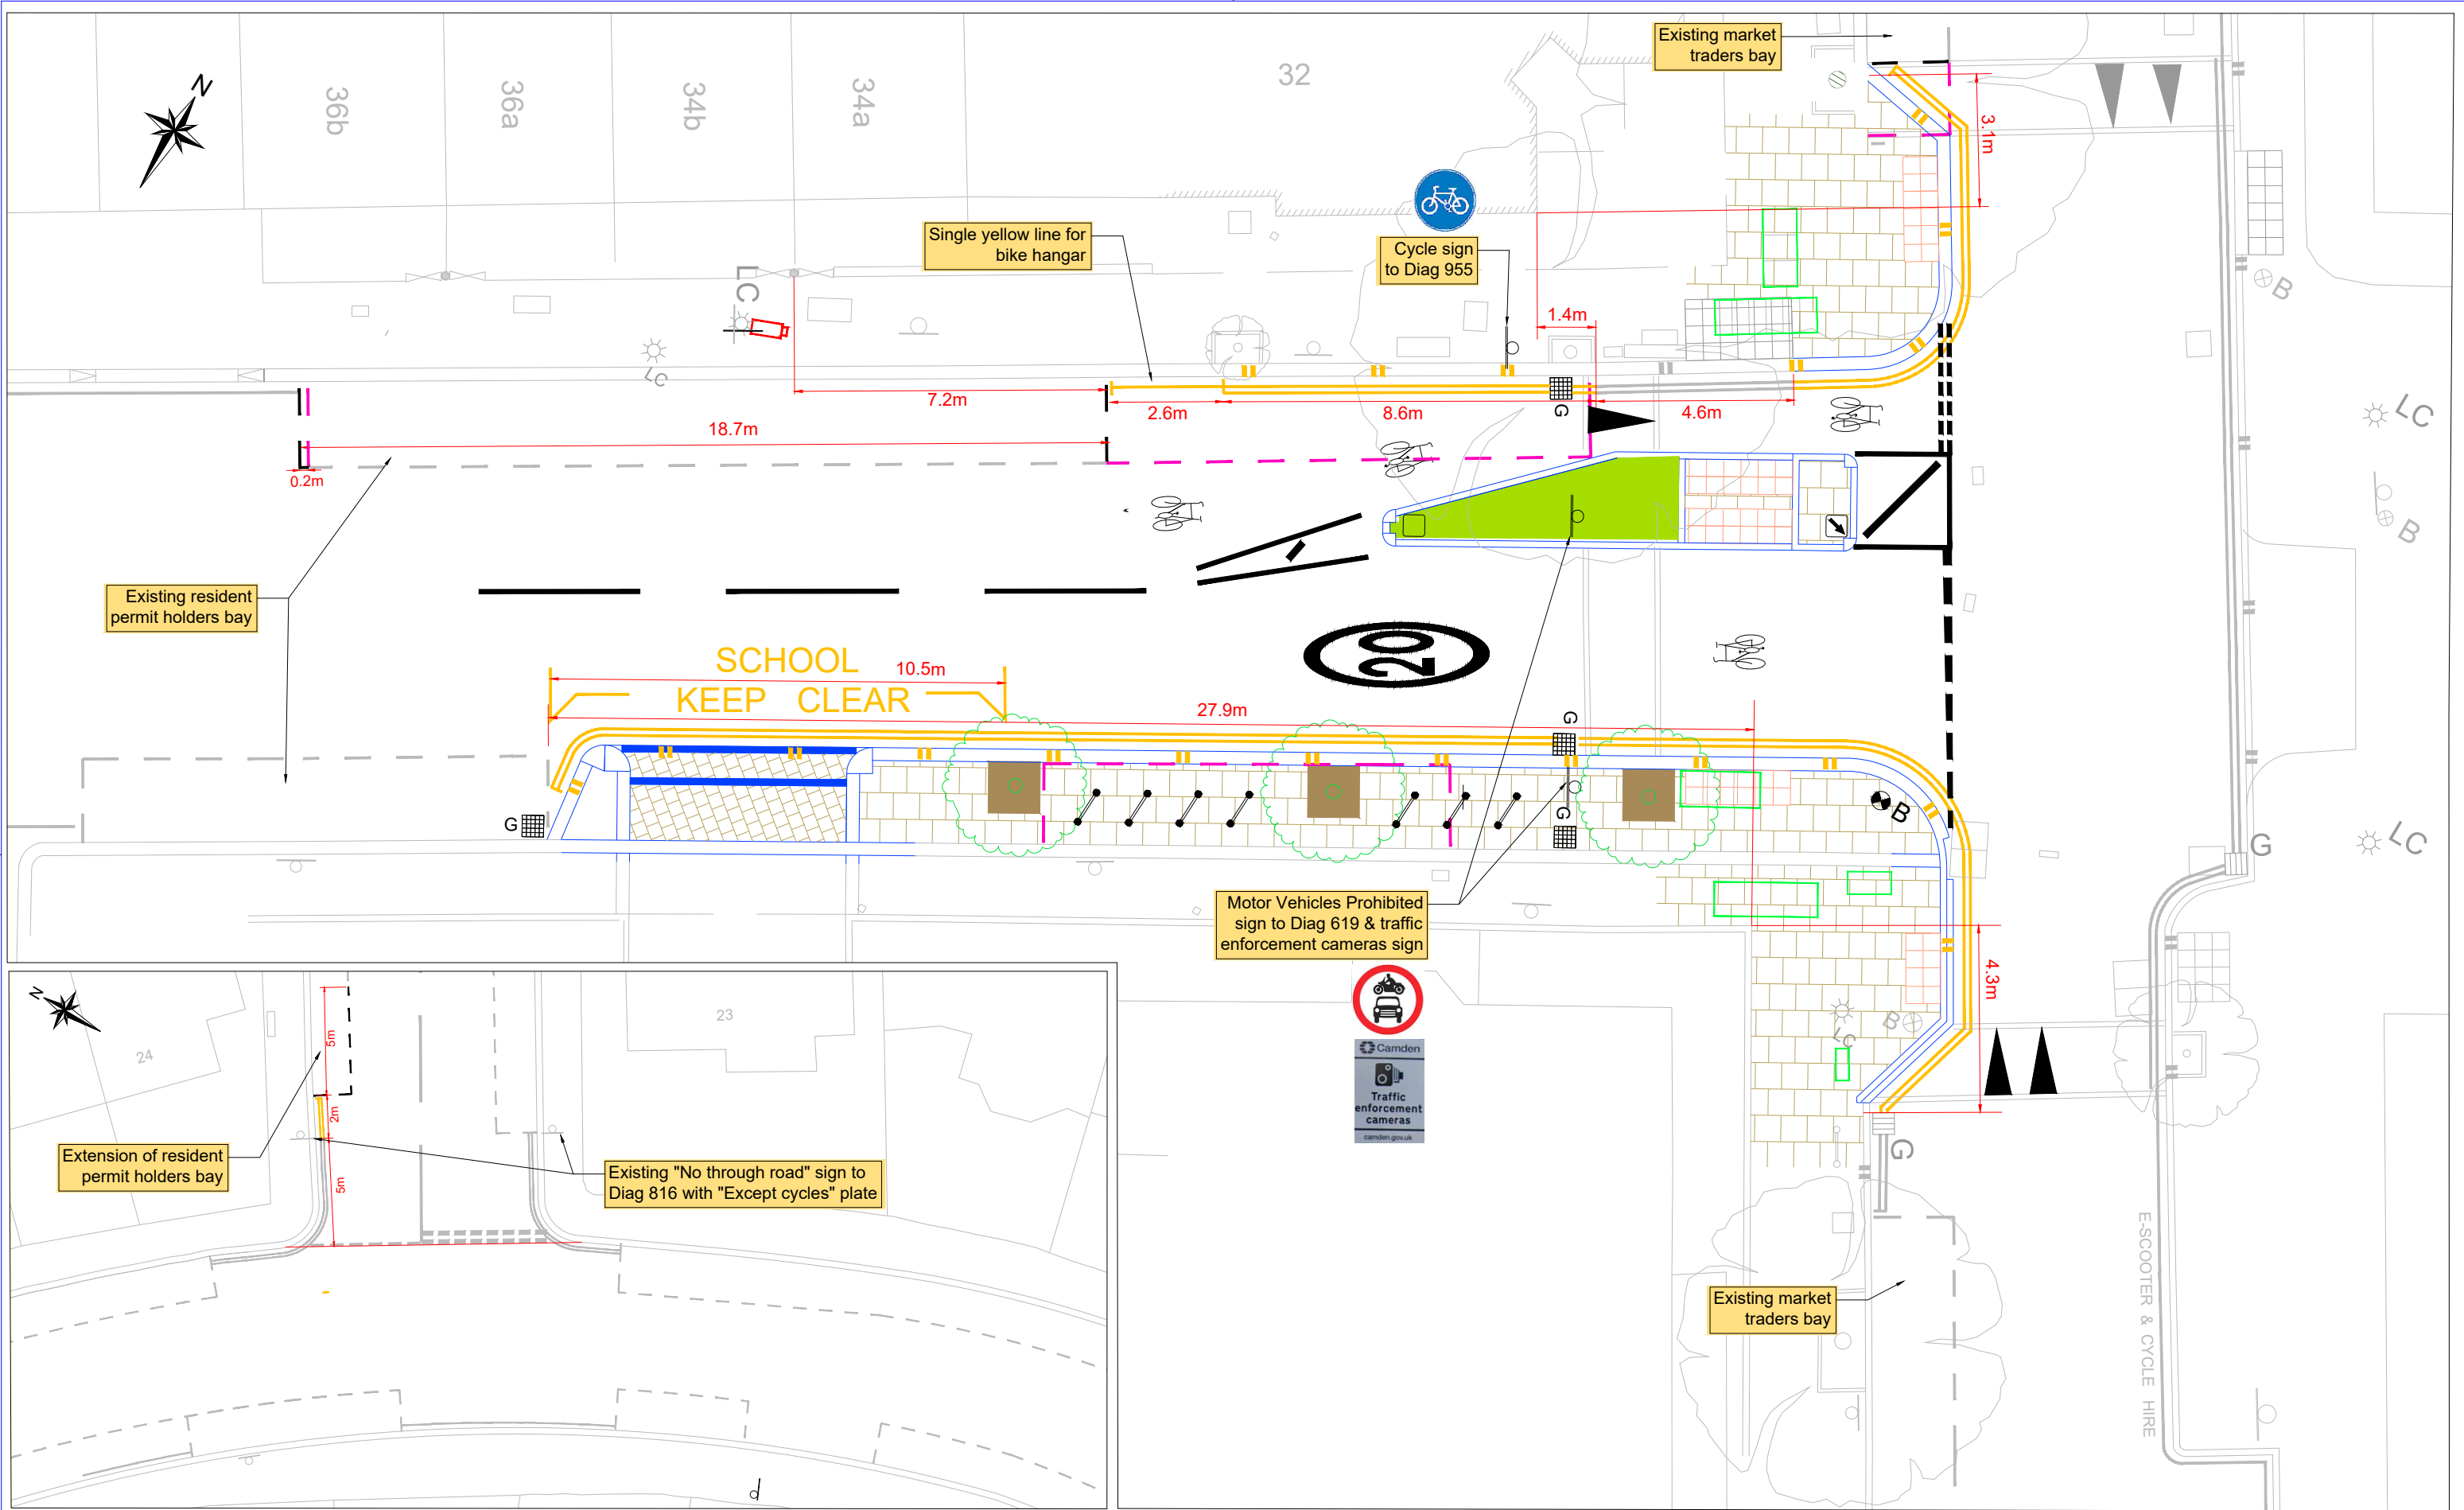 Existing market
traders bay
N
36b
36a
34b
34a
32
3.1m
Single yellow line for
bike hangar
Cycle sign
to Diag 955
LC
B
1.4m
LC
7.2m
2.6m
8.6m
G
4.6m
LC
18.7m
0.2m
B
Existing resident
permit holders bay
20
SCHOOL
10.5m
KEEP CLEAR
27.9m
G
G
G
B
LC
G
Motor Vehicles Prohibited
sign to Diag 619 & traffic
enforcement cameras sign
4.3m
N
23
24
5m
2m
5m
B
LC
Camden
Traffic
enforcement
cameras
camden.gov.uk
G
Extension of resident
permit holders bay
Existing "No through road" sign to
Diag 816 with "Except cycles" plate
E-SCOOTER & CYCLE HIRE
Existing market
traders bay